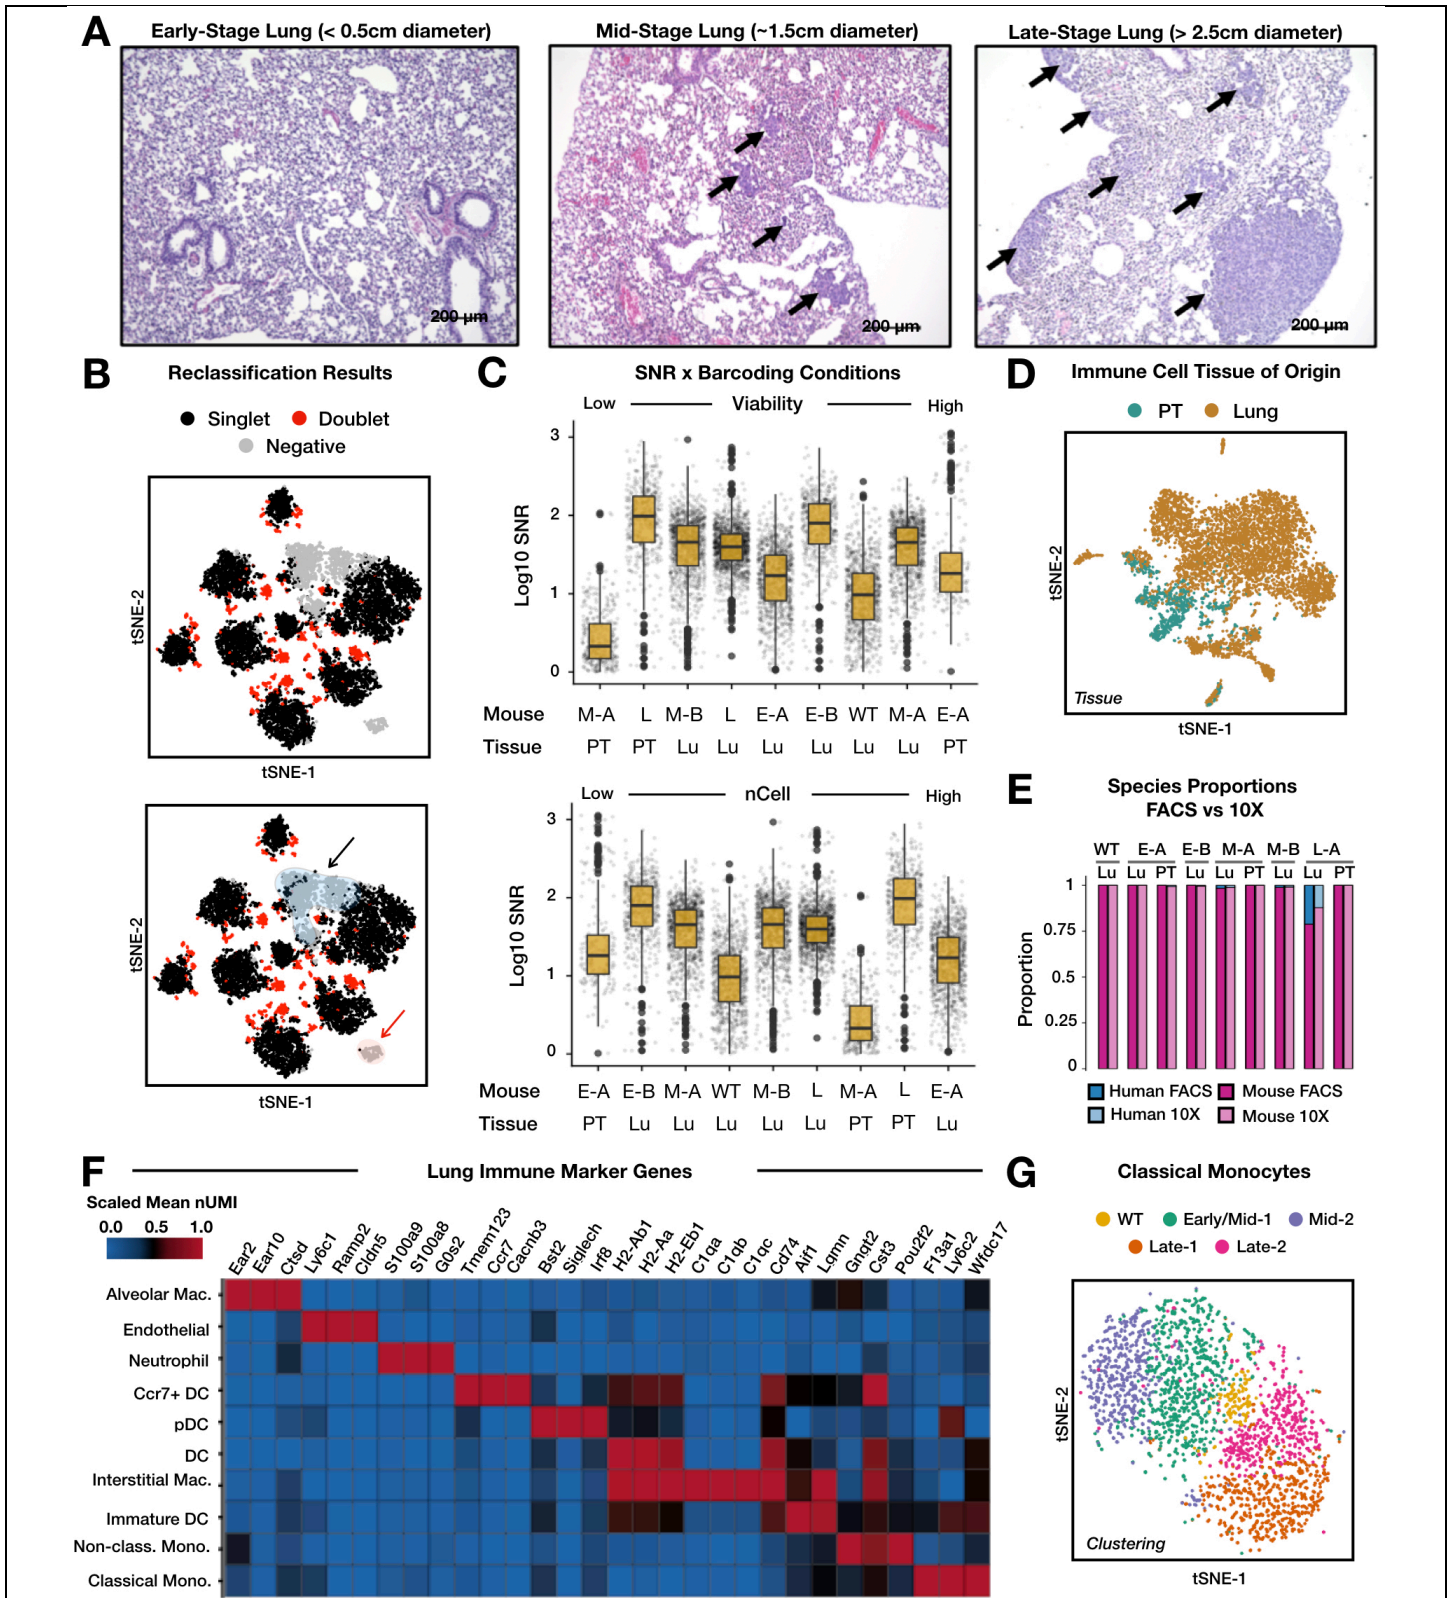 A
Early-Stage Lung (< 0.5cm diameter)
Mid-Stage Lung (~1.5cm diameter)
Late-Stage Lung (> 2.5cm diameter)
200 µm
200 µm
200 µm
B
Reclassification Results
Singlet
Doublet
Negative
tSNE-2
tSNE-1
tSNE-2
tSNE-1
C
SNR x Barcoding Conditions
Low
Viability
High
Log10 SNR
3
2
1
0
Mouse
M-A L M-B L E-A E-B WT M-A E-A
Tissue
PT PT Lu Lu Lu Lu Lu Lu PT
Low
nCell
High
Log10 SNR
3
2
1
0
Mouse
E-A E-B M-A WT M-B L M-A L E-A
Tissue
PT Lu Lu Lu Lu Lu PT PT Lu
D
Immune Cell Tissue of Origin
PT
Lung
tSNE-2
Tissue
tSNE-1
E
Species Proportions
FACS vs 10X
WT E-A E-B M-A M-B L-A
Lu Lu PT Lu Lu PT Lu Lu PT
Proportion
1
0.75
0.5
0.25
0
Human FACS
Mouse FACS
Human 10X
Mouse 10X
F
Lung Immune Marker Genes
Scaled Mean nUMI
0.0 0.5 1.0
Ear2
Ear10
Ctsd
Ly6c1
Ramp2
Cldn5
S100a9
S100a8
G0s2
Tmem123
Ccr7
Cacnb3
Bst2
Siglech
Irf8
H2-Ab1
H2-Aa
H2-Eb1
C1qa
C1qb
C1qc
Cd74
Aif1
Lgmn
Gngt2
Cst3
Pou2f2
F13a1
Ly6c2
Wfdc17
Alveolar Mac.
Endothelial
Neutrophil
Ccr7+ DC
pDC
DC
Interstitial Mac.
Immature DC
Non-class. Mono.
Classical Mono.
G
Classical Monocytes
WT
Early/Mid-1
Mid-2
Late-1
Late-2
tSNE-2
Clustering
tSNE-1